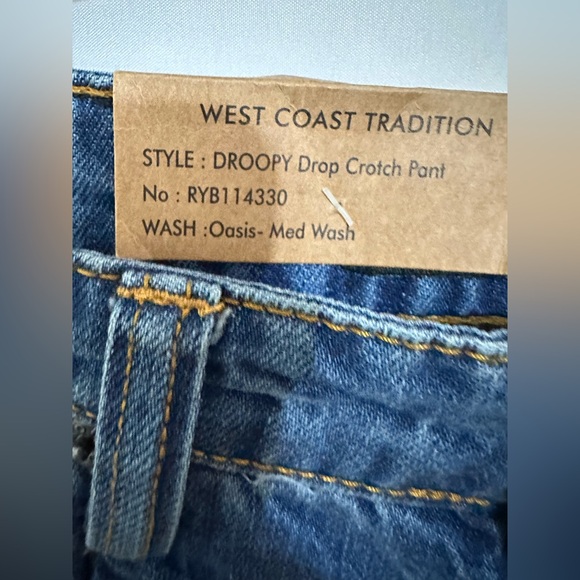 WEST COAST TRADITION
STYLE : DROOPY Drop Crotch Pant
No : RYB114330
WASH :Oasis- Med Wash